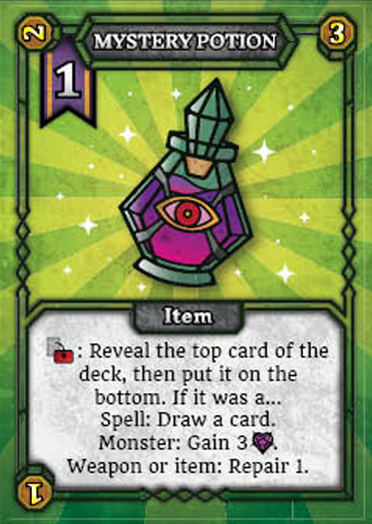 2
MYSTERY POTION
3
1
Item
: Reveal the top card of the
deck, then put it on the
bottom. If it was a...
Spell: Draw a card.
Monster: Gain 3.
Weapon or item: Repair 1.
1